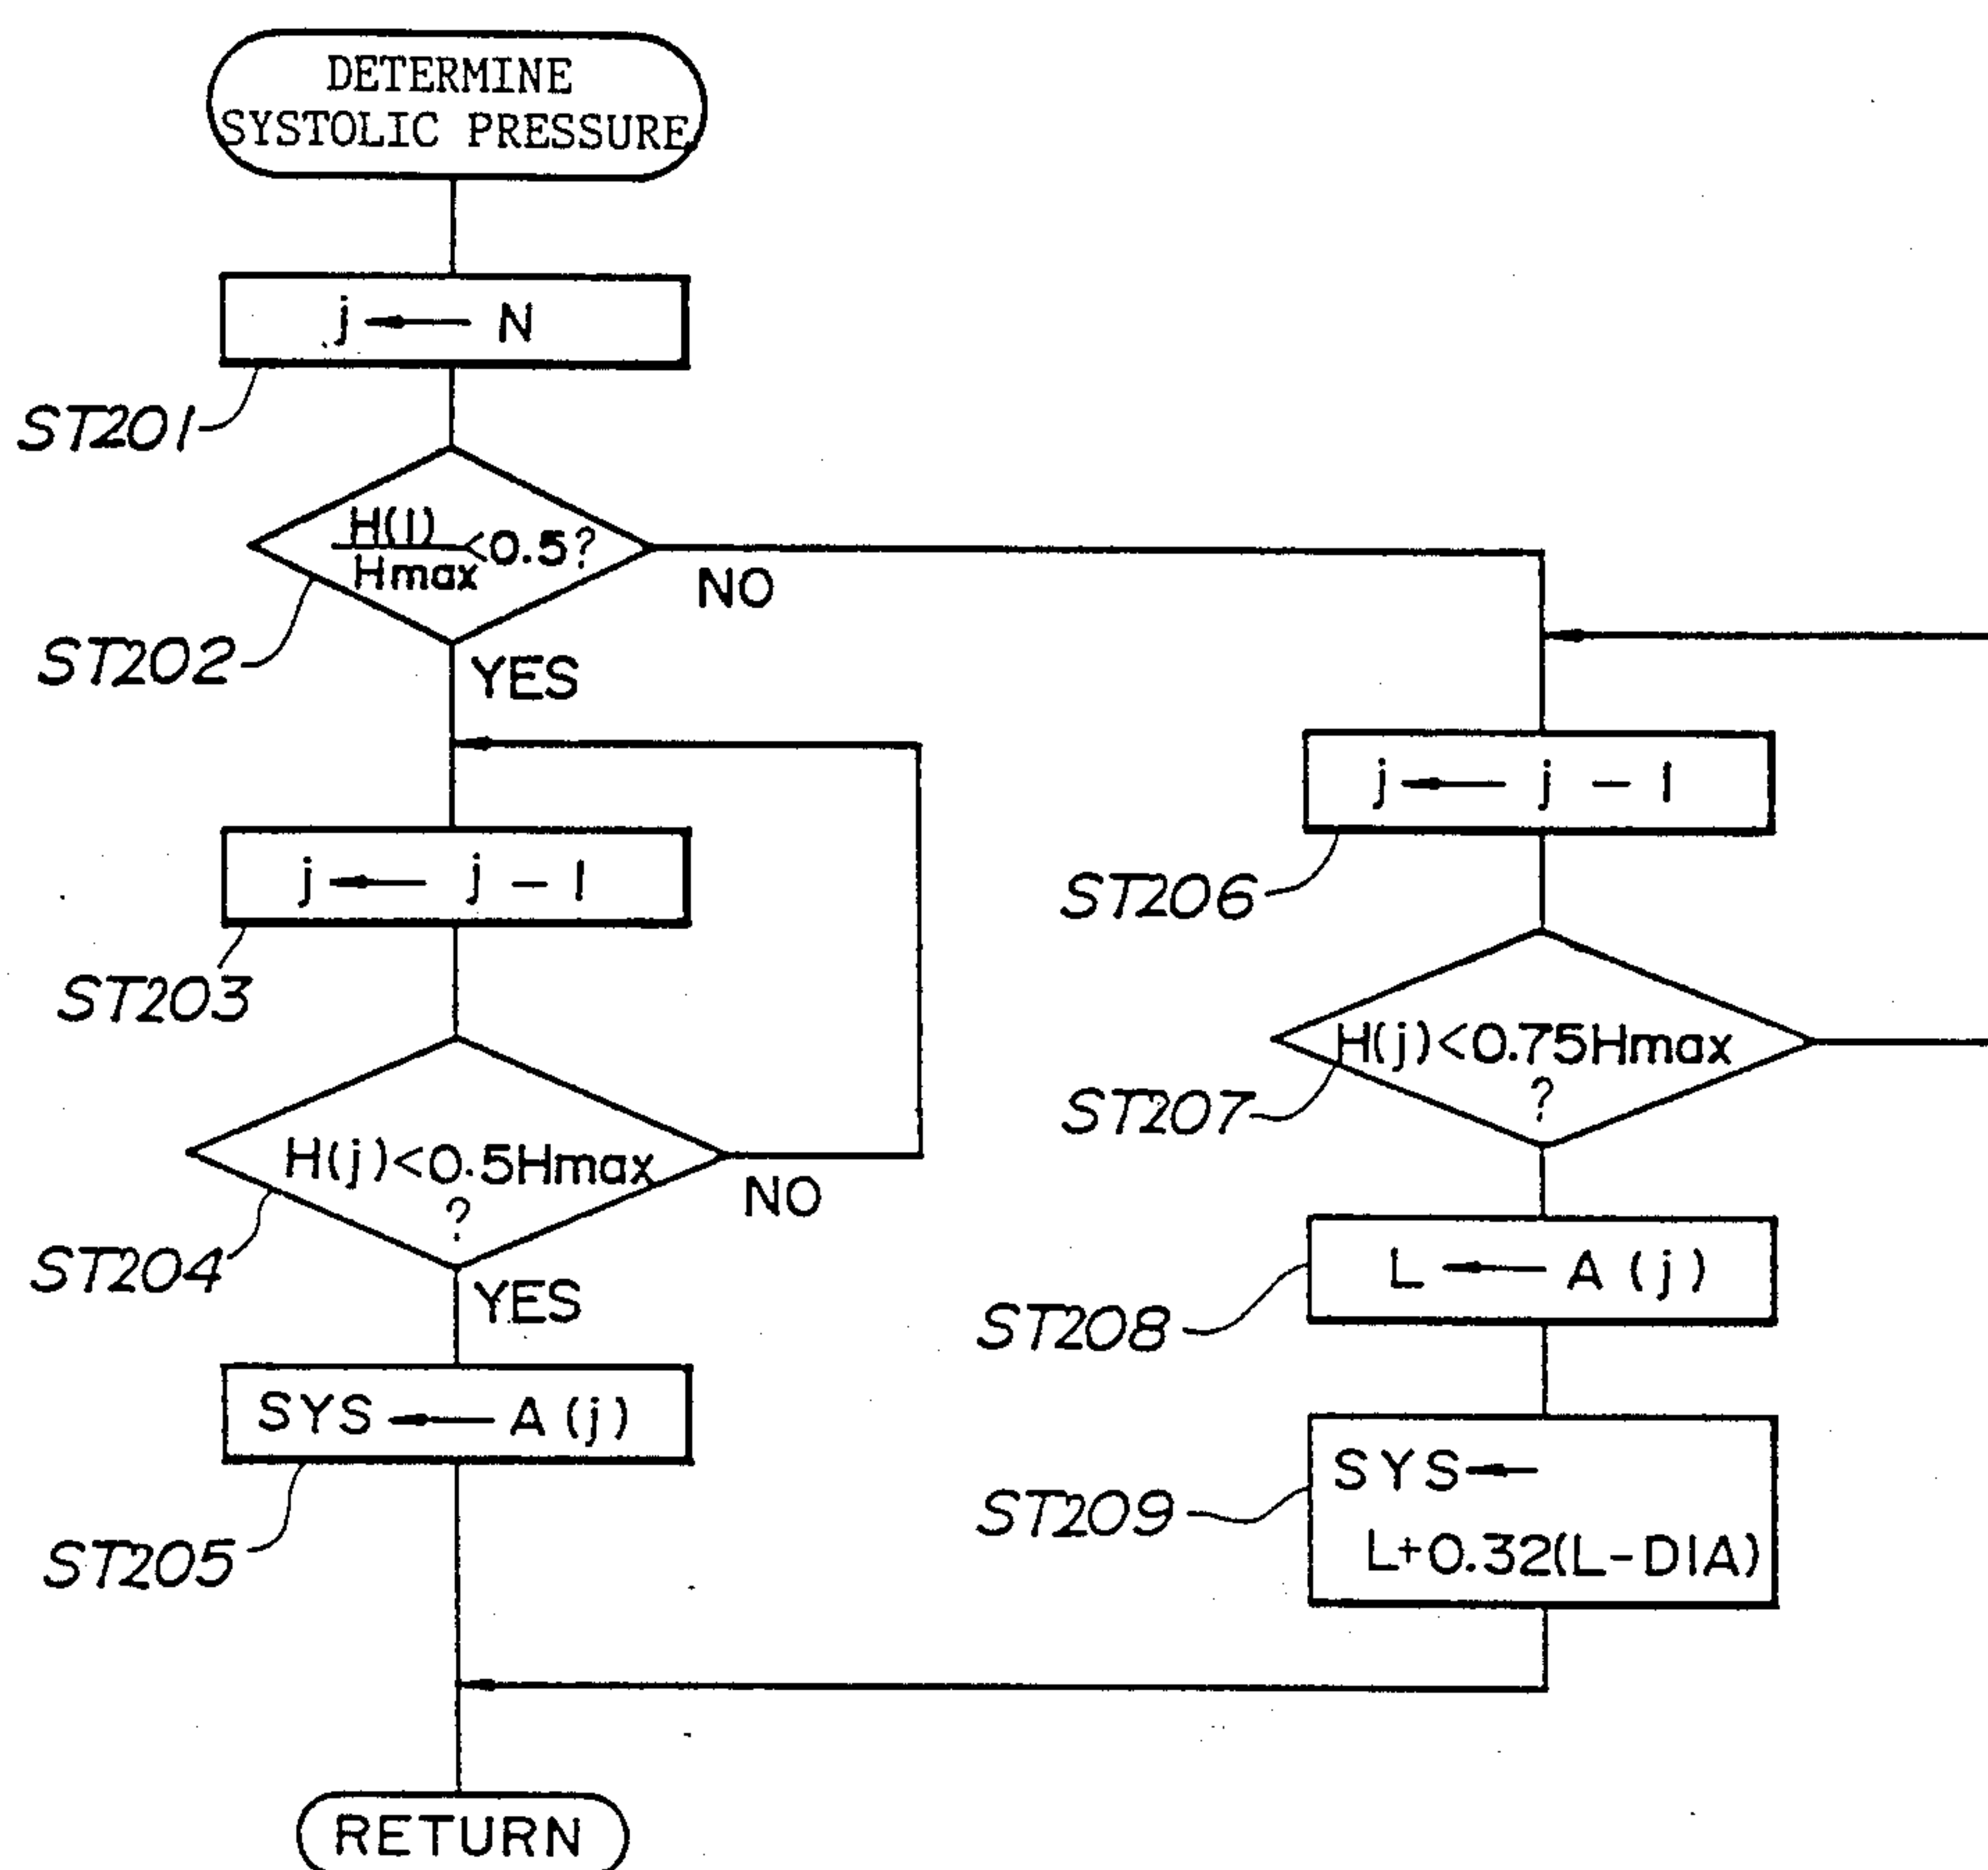 DETERMINE
SYSTOLIC PRESSURE
j ← N
ST201
H(1)
Hmax
<0.5?
NO
ST202
YES
j ← j - 1
ST203
H(j)<0.5Hmax
?
NO
ST204
YES
SYS ← A(j)
ST205
j ← j - 1
ST206
H(j)<0.75Hmax
?
ST207
L ← A(j)
ST208
SYS ←
L+0.32(L-DIA)
ST209
RETURN